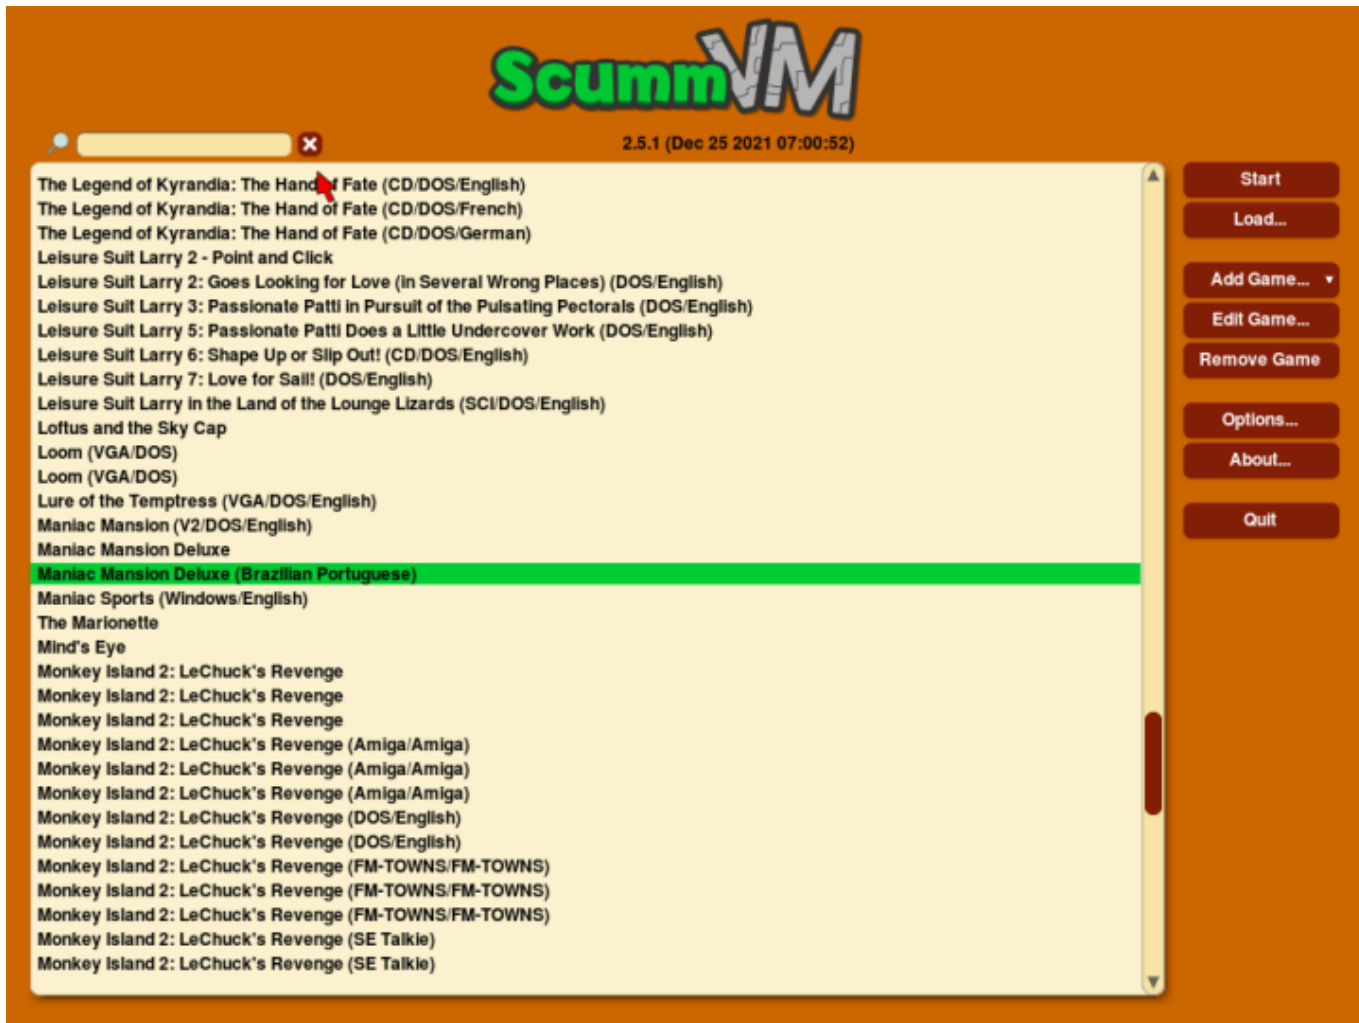 ScummVM
2.5.1 (Dec 25 2021 07:00:52)
The Legend of Kyrandia: The Hand of Fate (CD/DOS/English)
The Legend of Kyrandia: The Hand of Fate (CD/DOS/French)
The Legend of Kyrandia: The Hand of Fate (CD/DOS/German)
Leisure Suit Larry 2 - Point and Click
Leisure Suit Larry 2: Goes Looking for Love (in Several Wrong Places) (DOS/English)
Leisure Suit Larry 3: Passionate Patti in Pursuit of the Pulsating Pectorals (DOS/English)
Leisure Suit Larry 5: Passionate Patti Does a Little Undercover Work (DOS/English)
Leisure Suit Larry 6: Shape Up or Slip Out! (CD/DOS/English)
Leisure Suit Larry 7: Love for Sail! (DOS/English)
Leisure Suit Larry in the Land of the Lounge Lizards (SCI/DOS/English)
Loftus and the Sky Cap
Loom (VGA/DOS)
Loom (VGA/DOS)
Lure of the Temptress (VGA/DOS/English)
Maniac Mansion (V2/DOS/English)
Maniac Mansion Deluxe
Maniac Mansion Deluxe (Brazilian Portuguese)
Maniac Sports (Windows/English)
The Marionette
Mind's Eye
Monkey Island 2: LeChuck's Revenge
Monkey Island 2: LeChuck's Revenge
Monkey Island 2: LeChuck's Revenge
Monkey Island 2: LeChuck's Revenge (Amiga/Amiga)
Monkey Island 2: LeChuck's Revenge (Amiga/Amiga)
Monkey Island 2: LeChuck's Revenge (Amiga/Amiga)
Monkey Island 2: LeChuck's Revenge (DOS/English)
Monkey Island 2: LeChuck's Revenge (DOS/English)
Monkey Island 2: LeChuck's Revenge (FM-TOWNS/FM-TOWNS)
Monkey Island 2: LeChuck's Revenge (FM-TOWNS/FM-TOWNS)
Monkey Island 2: LeChuck's Revenge (FM-TOWNS/FM-TOWNS)
Monkey Island 2: LeChuck's Revenge (SE Talkie)
Monkey Island 2: LeChuck's Revenge (SE Talkie)
Start
Load...
Add Game...
Edit Game...
Remove Game
Options...
About...
Quit